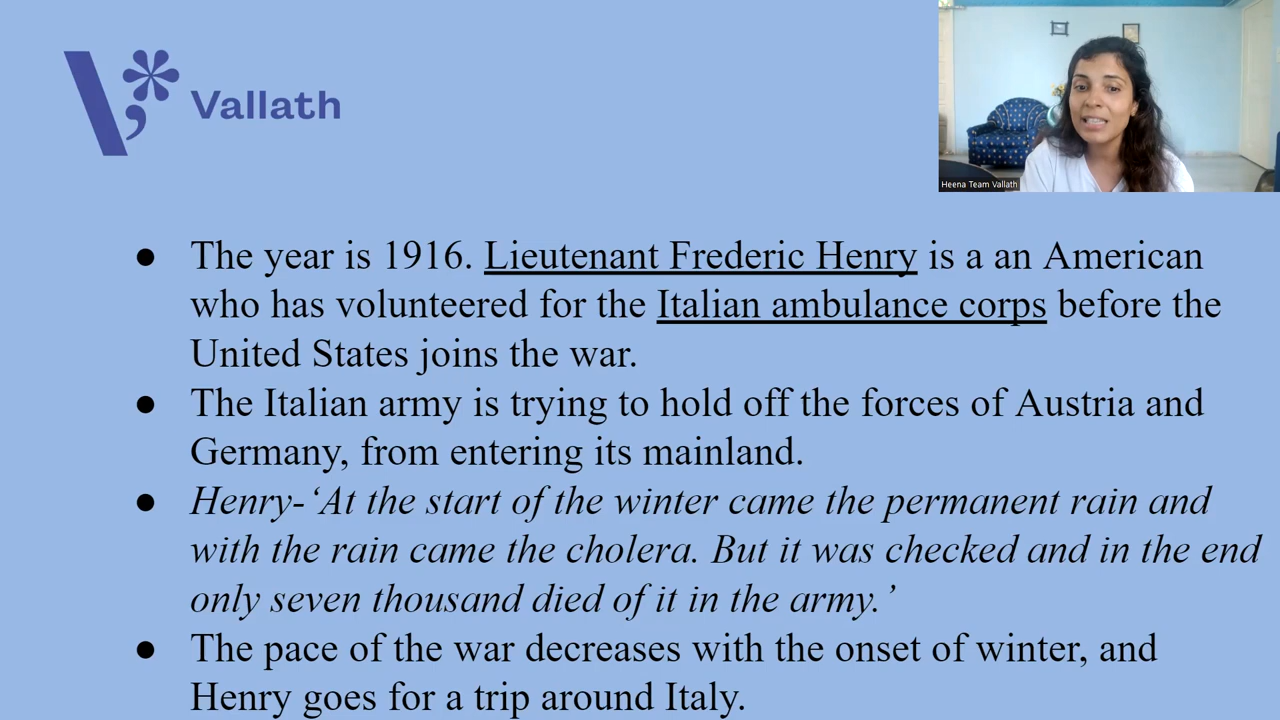 Vallath
Heena Team Vallath
● The year is 1916. Lieutenant Frederic Henry is a an American
who has volunteered for the Italian ambulance corps before the
United States joins the war.
● The Italian army is trying to hold off the forces of Austria and
Germany, from entering its mainland.
● Henry-‘At the start of the winter came the permanent rain and
with the rain came the cholera. But it was checked and in the end
only seven thousand died of it in the army.’
● The pace of the war decreases with the onset of winter, and
Henry goes for a trip around Italy.